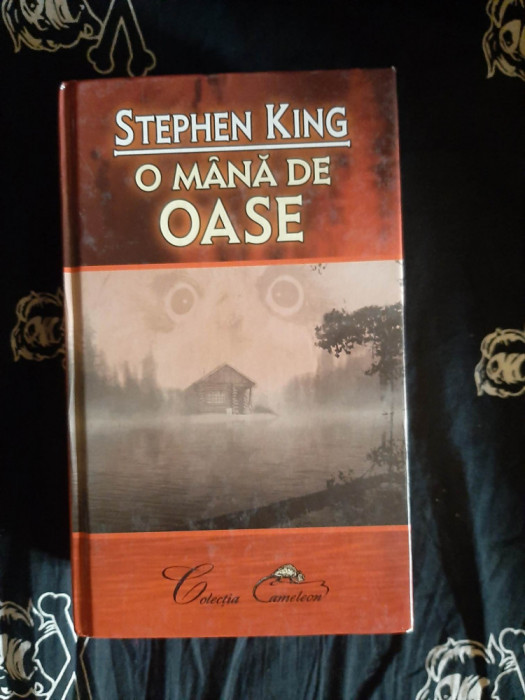 STEPHEN KING
O MÂNĂ DE
OASE
Colecția Cameleon